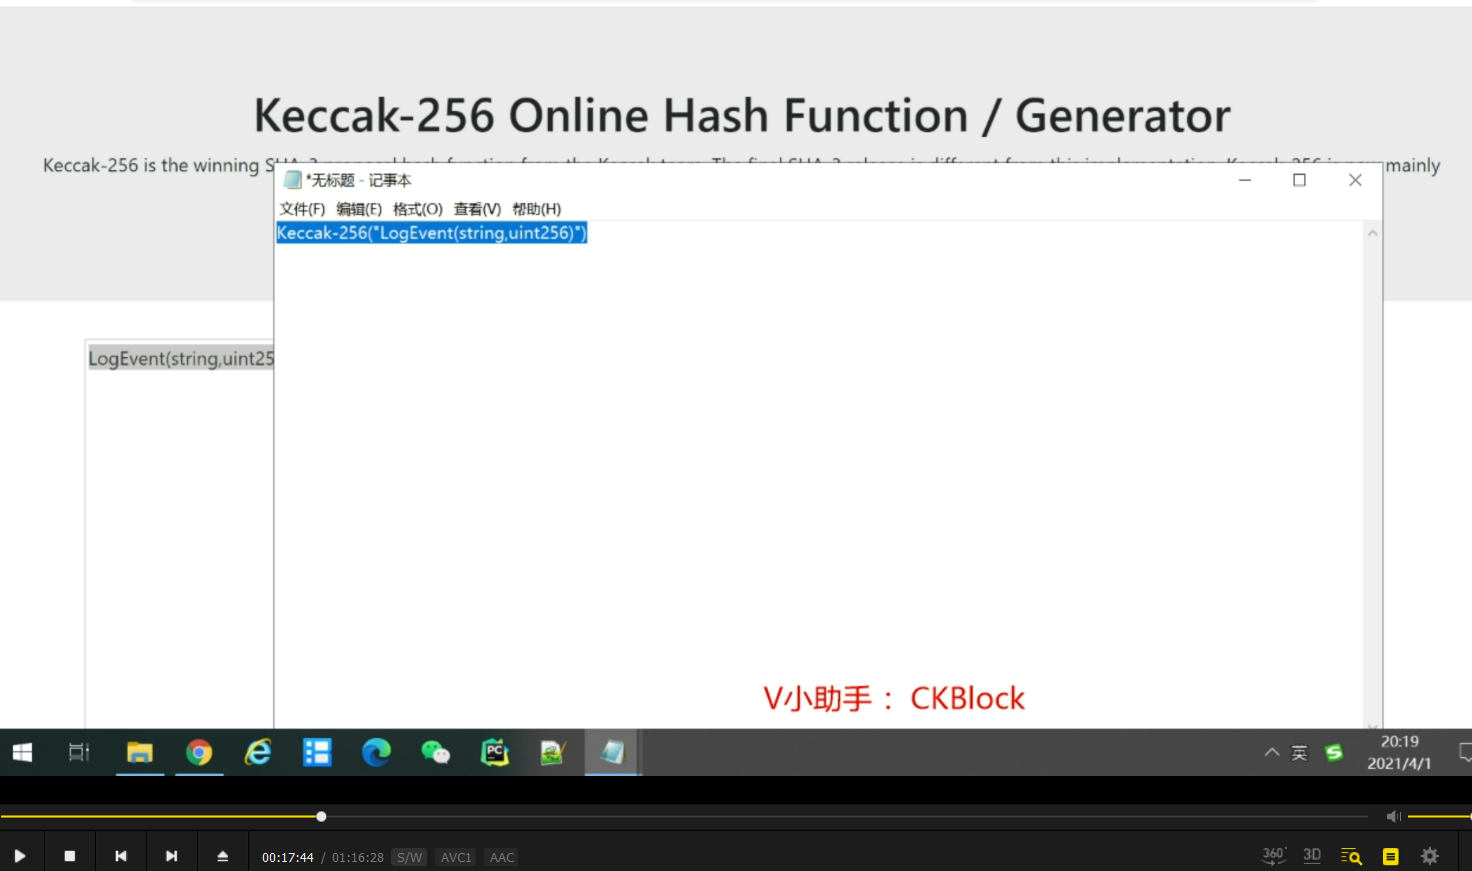 Keccak-256 Online Hash Function / Generator
Keccak-256 is the winning
mainly
*无标题 - 记事本
文件(F) 编辑(E) 格式(O) 查看(V) 帮助(H)
Keccak-256("LogEvent(string,uint256)")
LogEvent(string,uint25
V小助手： CKBlock
PC
英
20:19
2021/4/1
00:17:44 / 01:16:28 S/W AVC1 AAC
360° 3D